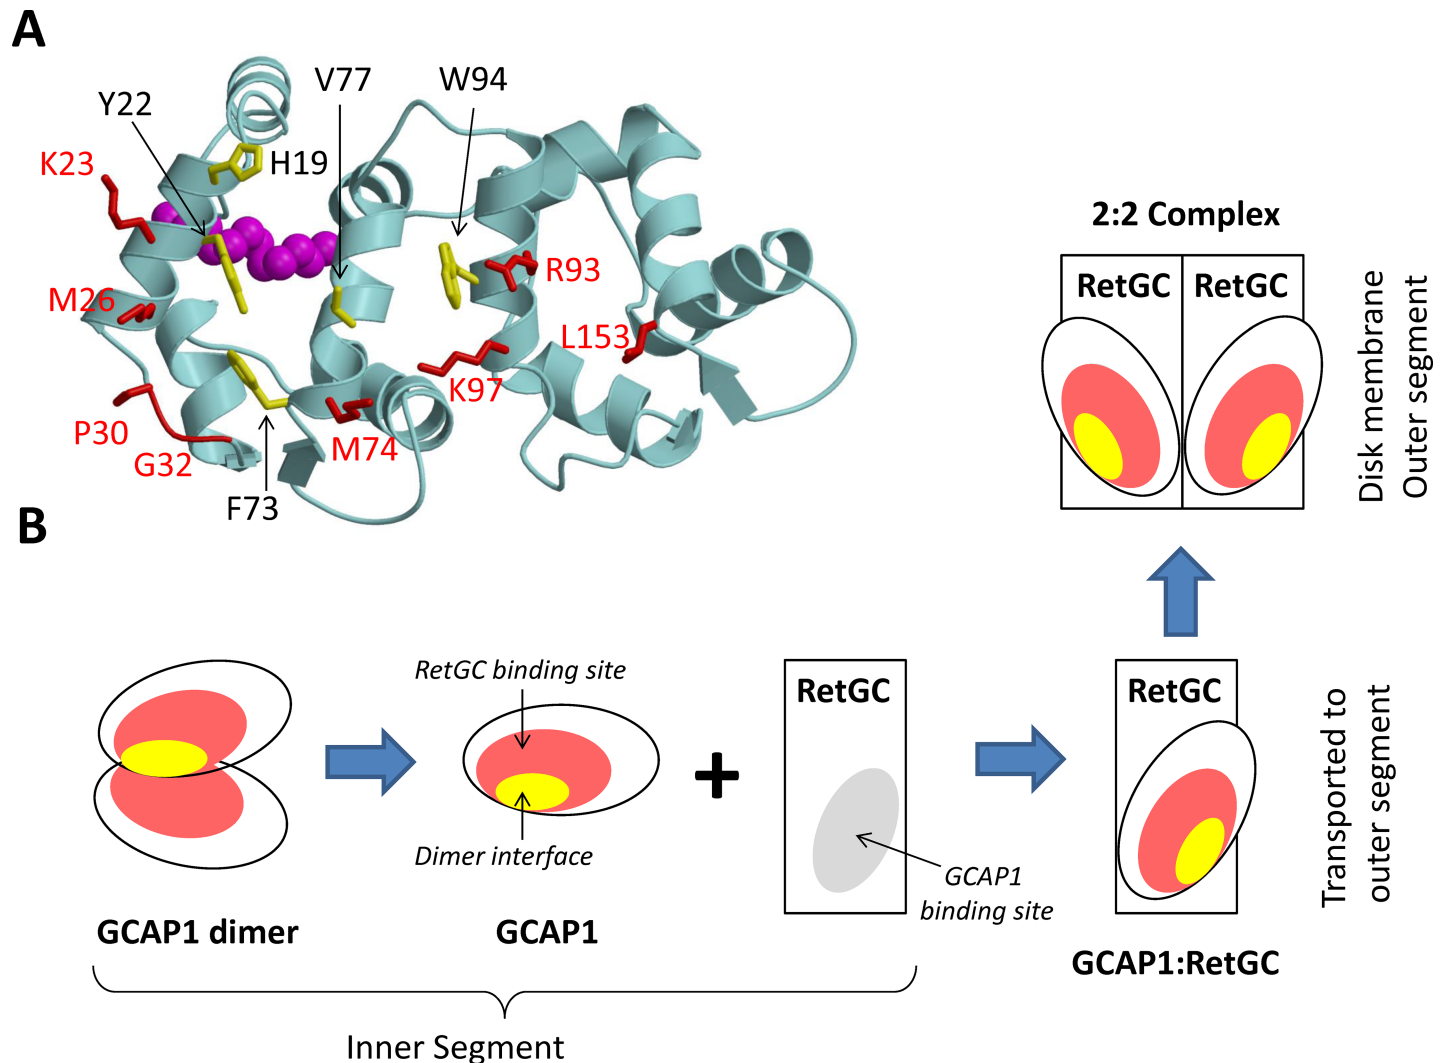 A
Y22
V77
W94
K23
H19
M26
R93
L153
K97
P30
G32
M74
F73
2:2 Complex
RetGC
RetGC
Disk membrane
Outer segment
B
RetGC binding site
Dimer interface
RetGC
GCAP1
binding site
RetGC
Transported to
outer segment
GCAP1 dimer
GCAP1
+
GCAP1:RetGC
Inner Segment